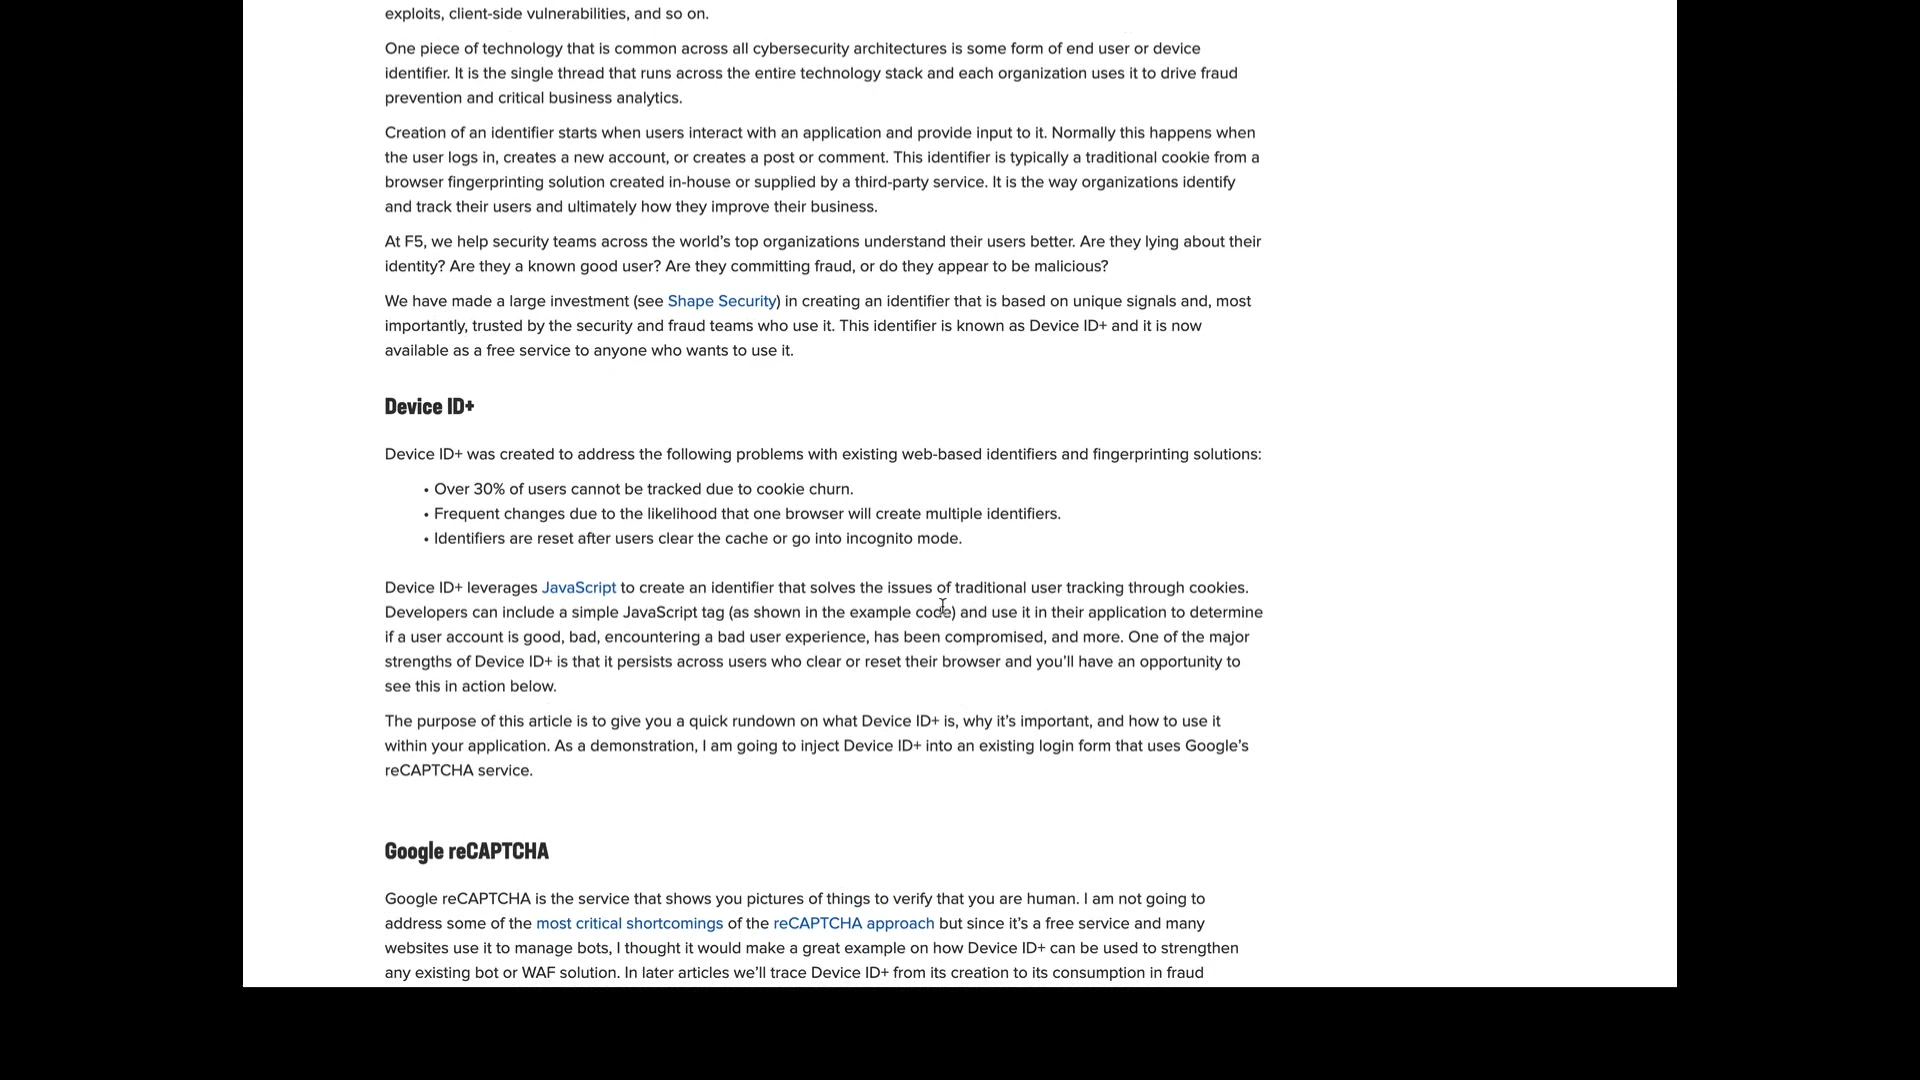 exploits, client-side vulnerabilities, and so on.
One piece of technology that is common across all cybersecurity architectures is some form of end user or device
identifier. It is the single thread that runs across the entire technology stack and each organization uses it to drive fraud
prevention and critical business analytics.
Creation of an identifier starts when users interact with an application and provide input to it. Normally this happens when
the user logs in, creates a new account, or creates a post or comment. This identifier is typically a traditional cookie from a
browser fingerprinting solution created in-house or supplied by a third-party service. It is the way organizations identify
and track their users and ultimately how they improve their business.
At F5, we help security teams across the world’s top organizations understand their users better. Are they lying about their
identity? Are they a known good user? Are they committing fraud, or do they appear to be malicious?
We have made a large investment (see Shape Security) in creating an identifier that is based on unique signals and, most
importantly, trusted by the security and fraud teams who use it. This identifier is known as Device ID+ and it is now
available as a free service to anyone who wants to use it.
Device ID+
Device ID+ was created to address the following problems with existing web-based identifiers and fingerprinting solutions:
• Over 30% of users cannot be tracked due to cookie churn.
• Frequent changes due to the likelihood that one browser will create multiple identifiers.
• Identifiers are reset after users clear the cache or go into incognito mode.
Device ID+ leverages JavaScript to create an identifier that solves the issues of traditional user tracking through cookies.
Developers can include a simple JavaScript tag (as shown in the example code) and use it in their application to determine
if a user account is good, bad, encountering a bad user experience, has been compromised, and more. One of the major
strengths of Device ID+ is that it persists across users who clear or reset their browser and you’ll have an opportunity to
see this in action below.
The purpose of this article is to give you a quick rundown on what Device ID+ is, why it’s important, and how to use it
within your application. As a demonstration, I am going to inject Device ID+ into an existing login form that uses Google’s
reCAPTCHA service.
Google reCAPTCHA
Google reCAPTCHA is the service that shows you pictures of things to verify that you are human. I am not going to
address some of the most critical shortcomings of the reCAPTCHA approach but since it’s a free service and many
websites use it to manage bots, I thought it would make a great example on how Device ID+ can be used to strengthen
any existing bot or WAF solution. In later articles we’ll trace Device ID+ from its creation to its consumption in fraud